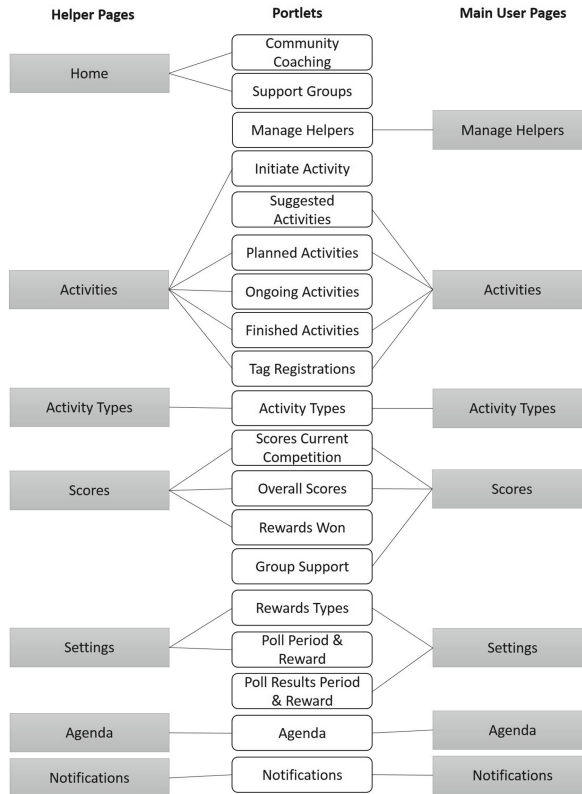 Helper Pages
Portlets
Main User Pages
Home
Community
Coaching
Support Groups
Manage Helpers
Manage Helpers
Initiate Activity
Suggested
Activities
Planned Activities
Activities
Ongoing Activities
Activities
Finished Activities
Tag Registrations
Activity Types
Activity Types
Activity Types
Scores Current
Competition
Scores
Overall Scores
Scores
Rewards Won
Group Support
Rewards Types
Settings
Poll Period &
Reward
Settings
Poll Results Period
& Reward
Agenda
Agenda
Agenda
Notifications
Notifications
Notifications